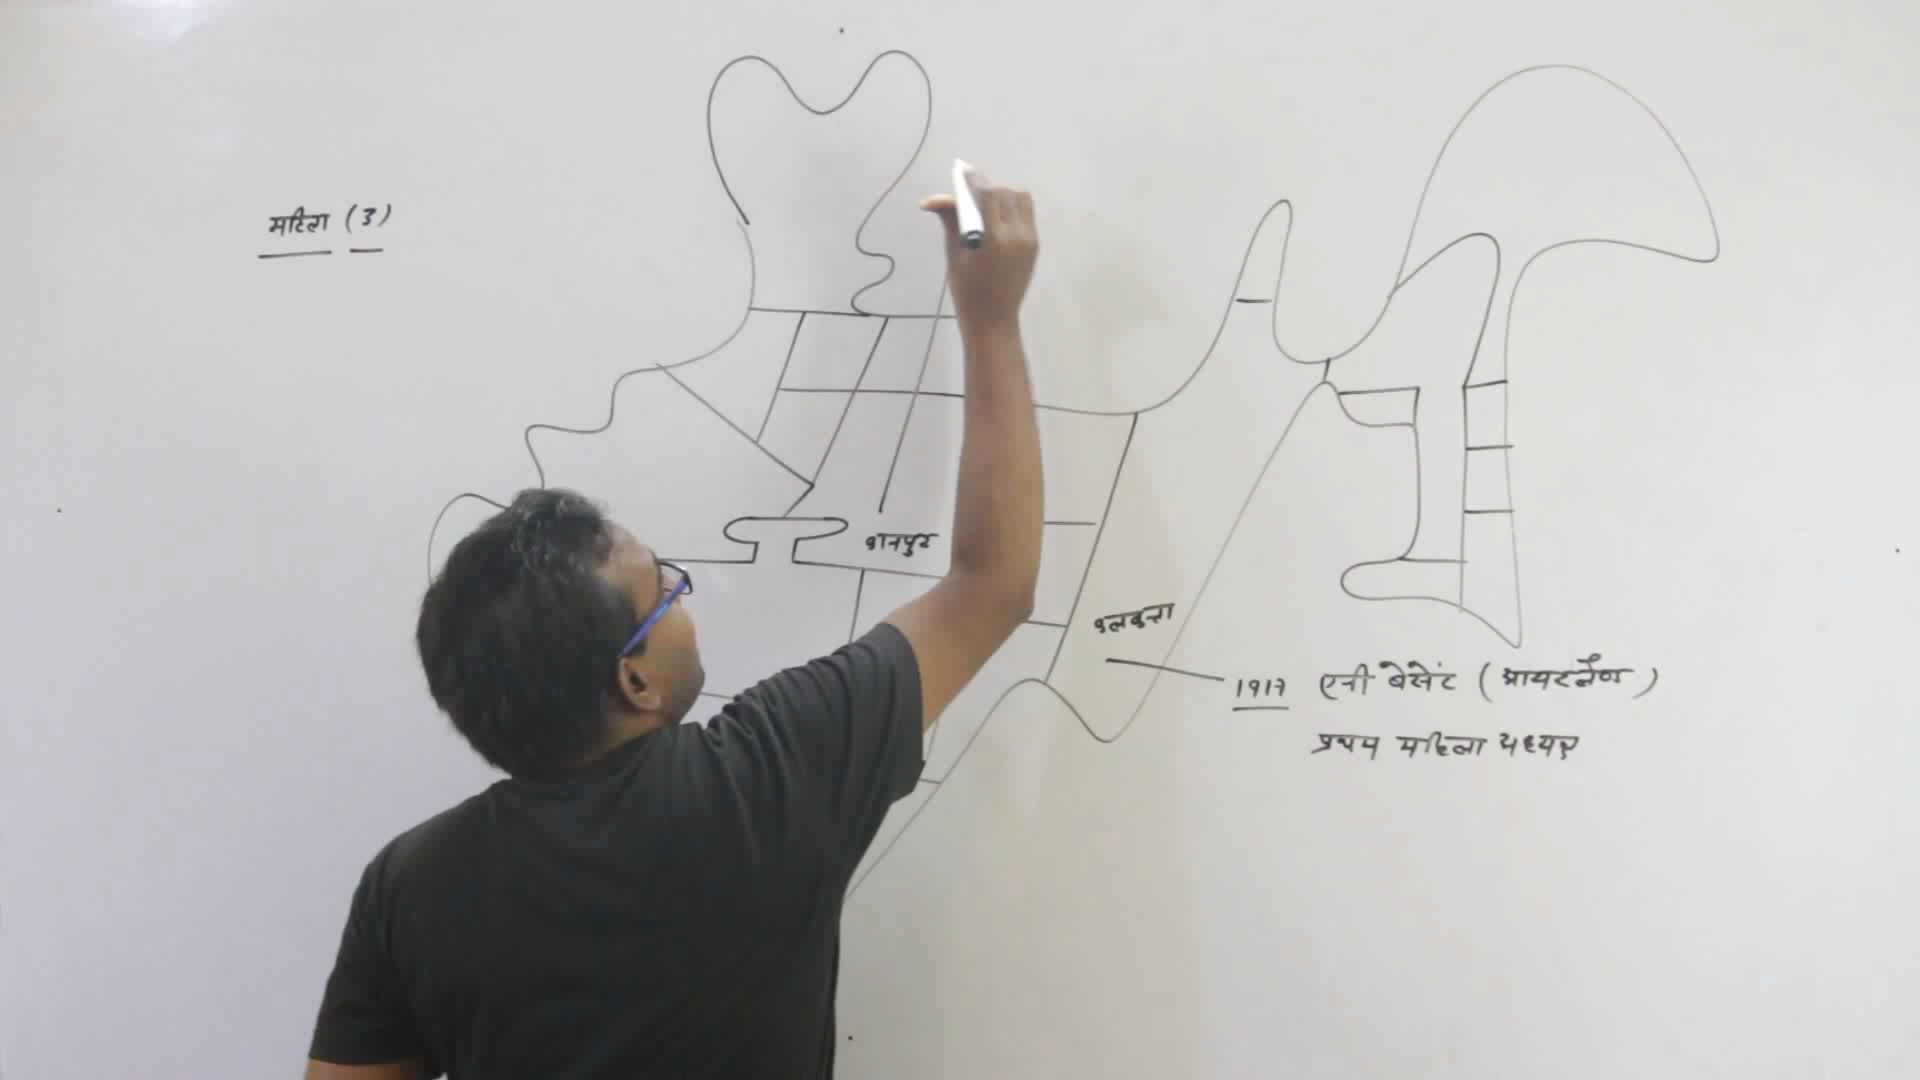 महिला (3)
कानपुर
कलकत्ता
1917 एनी बेसेंट (आयरलैण्ड)
प्रथम महिला अध्यक्ष